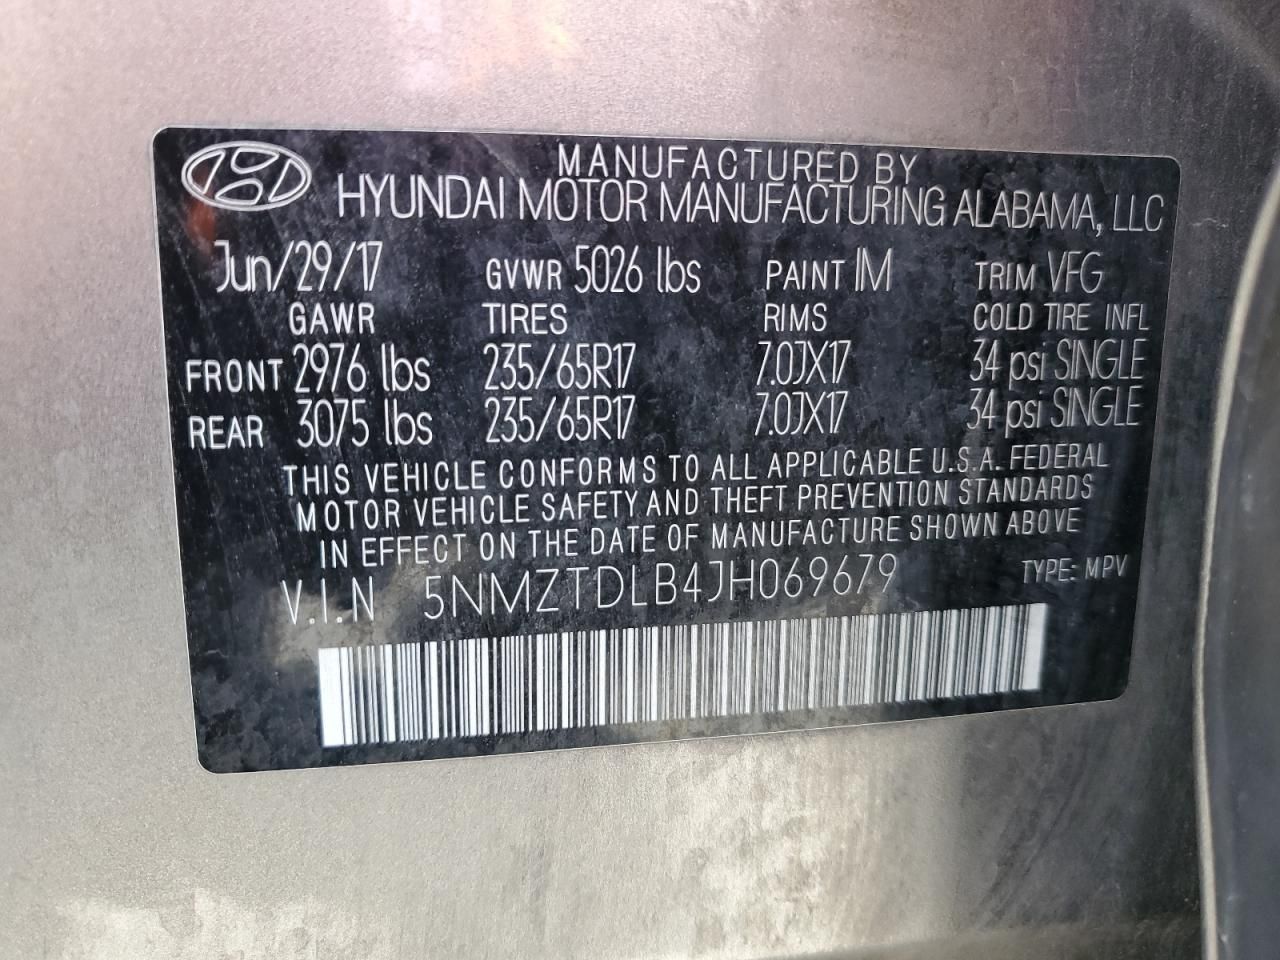 MANUFACTURED BY
HYUNDAI MOTOR MANUFACTURING ALABAMA, LLC
Jun/29/17 GVWR 5026 lbs PAINT IM TRIM VFG
GAWR TIRES RIMS COLD TIRE INFL
FRONT 2976 lbs 235/65R17 7.0JX17 34 psi SINGLE
REAR 3075 lbs 235/65R17 7.0JX17 34 psi SINGLE
THIS VEHICLE CONFORMS TO ALL APPLICABLE U.S.A. FEDERAL
MOTOR VEHICLE SAFETY AND THEFT PREVENTION STANDARDS
IN EFFECT ON THE DATE OF MANUFACTURE SHOWN ABOVE
V.I.N 5NMZTDLB4JH069679 TYPE: MPV